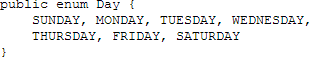 public enum Day {
    SUNDAY, MONDAY, TUESDAY, WEDNESDAY,
    THURSDAY, FRIDAY, SATURDAY
}